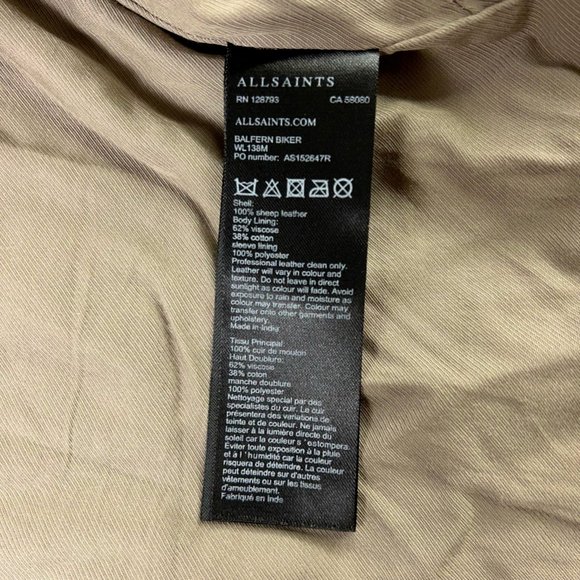 ALLSAINTS
RN 128793 CA 58080
ALLSAINTS.COM
BALFERN BIKER
WL138M
PO number: AS152647R
Shell:
100% sheep leather
Body Lining:
62% viscose
38% cotton
sleeve lining
100% polyester
Professional leather clean only.
Leather will vary in colour and
texture. Do not leave in direct
sunlight as colour will fade. Avoid
exposure to rain and moisture as
colour may transfer. Colour may
transfer onto other garments and
upholstery.
Made in India
Tissu Principal:
100% cuir de mouton
Haut Doublure:
62% viscose
38% coton
manche doublure
100% polyester
Nettoyage special par des
specialistes du cuir. Le cuir
présentera des variations de
teinte et de couleur. Ne jamais
laisser à la lumière directe du
soleil car la couleur s 'estompera.
Éviter toute exposition à la pluie
et à l 'humidité car la couleur
risquera de déteindre. La couleur
peut déteindre sur d'autres
vêtements ou sur les tissus
d'ameublement.
Fabriqué en Inde